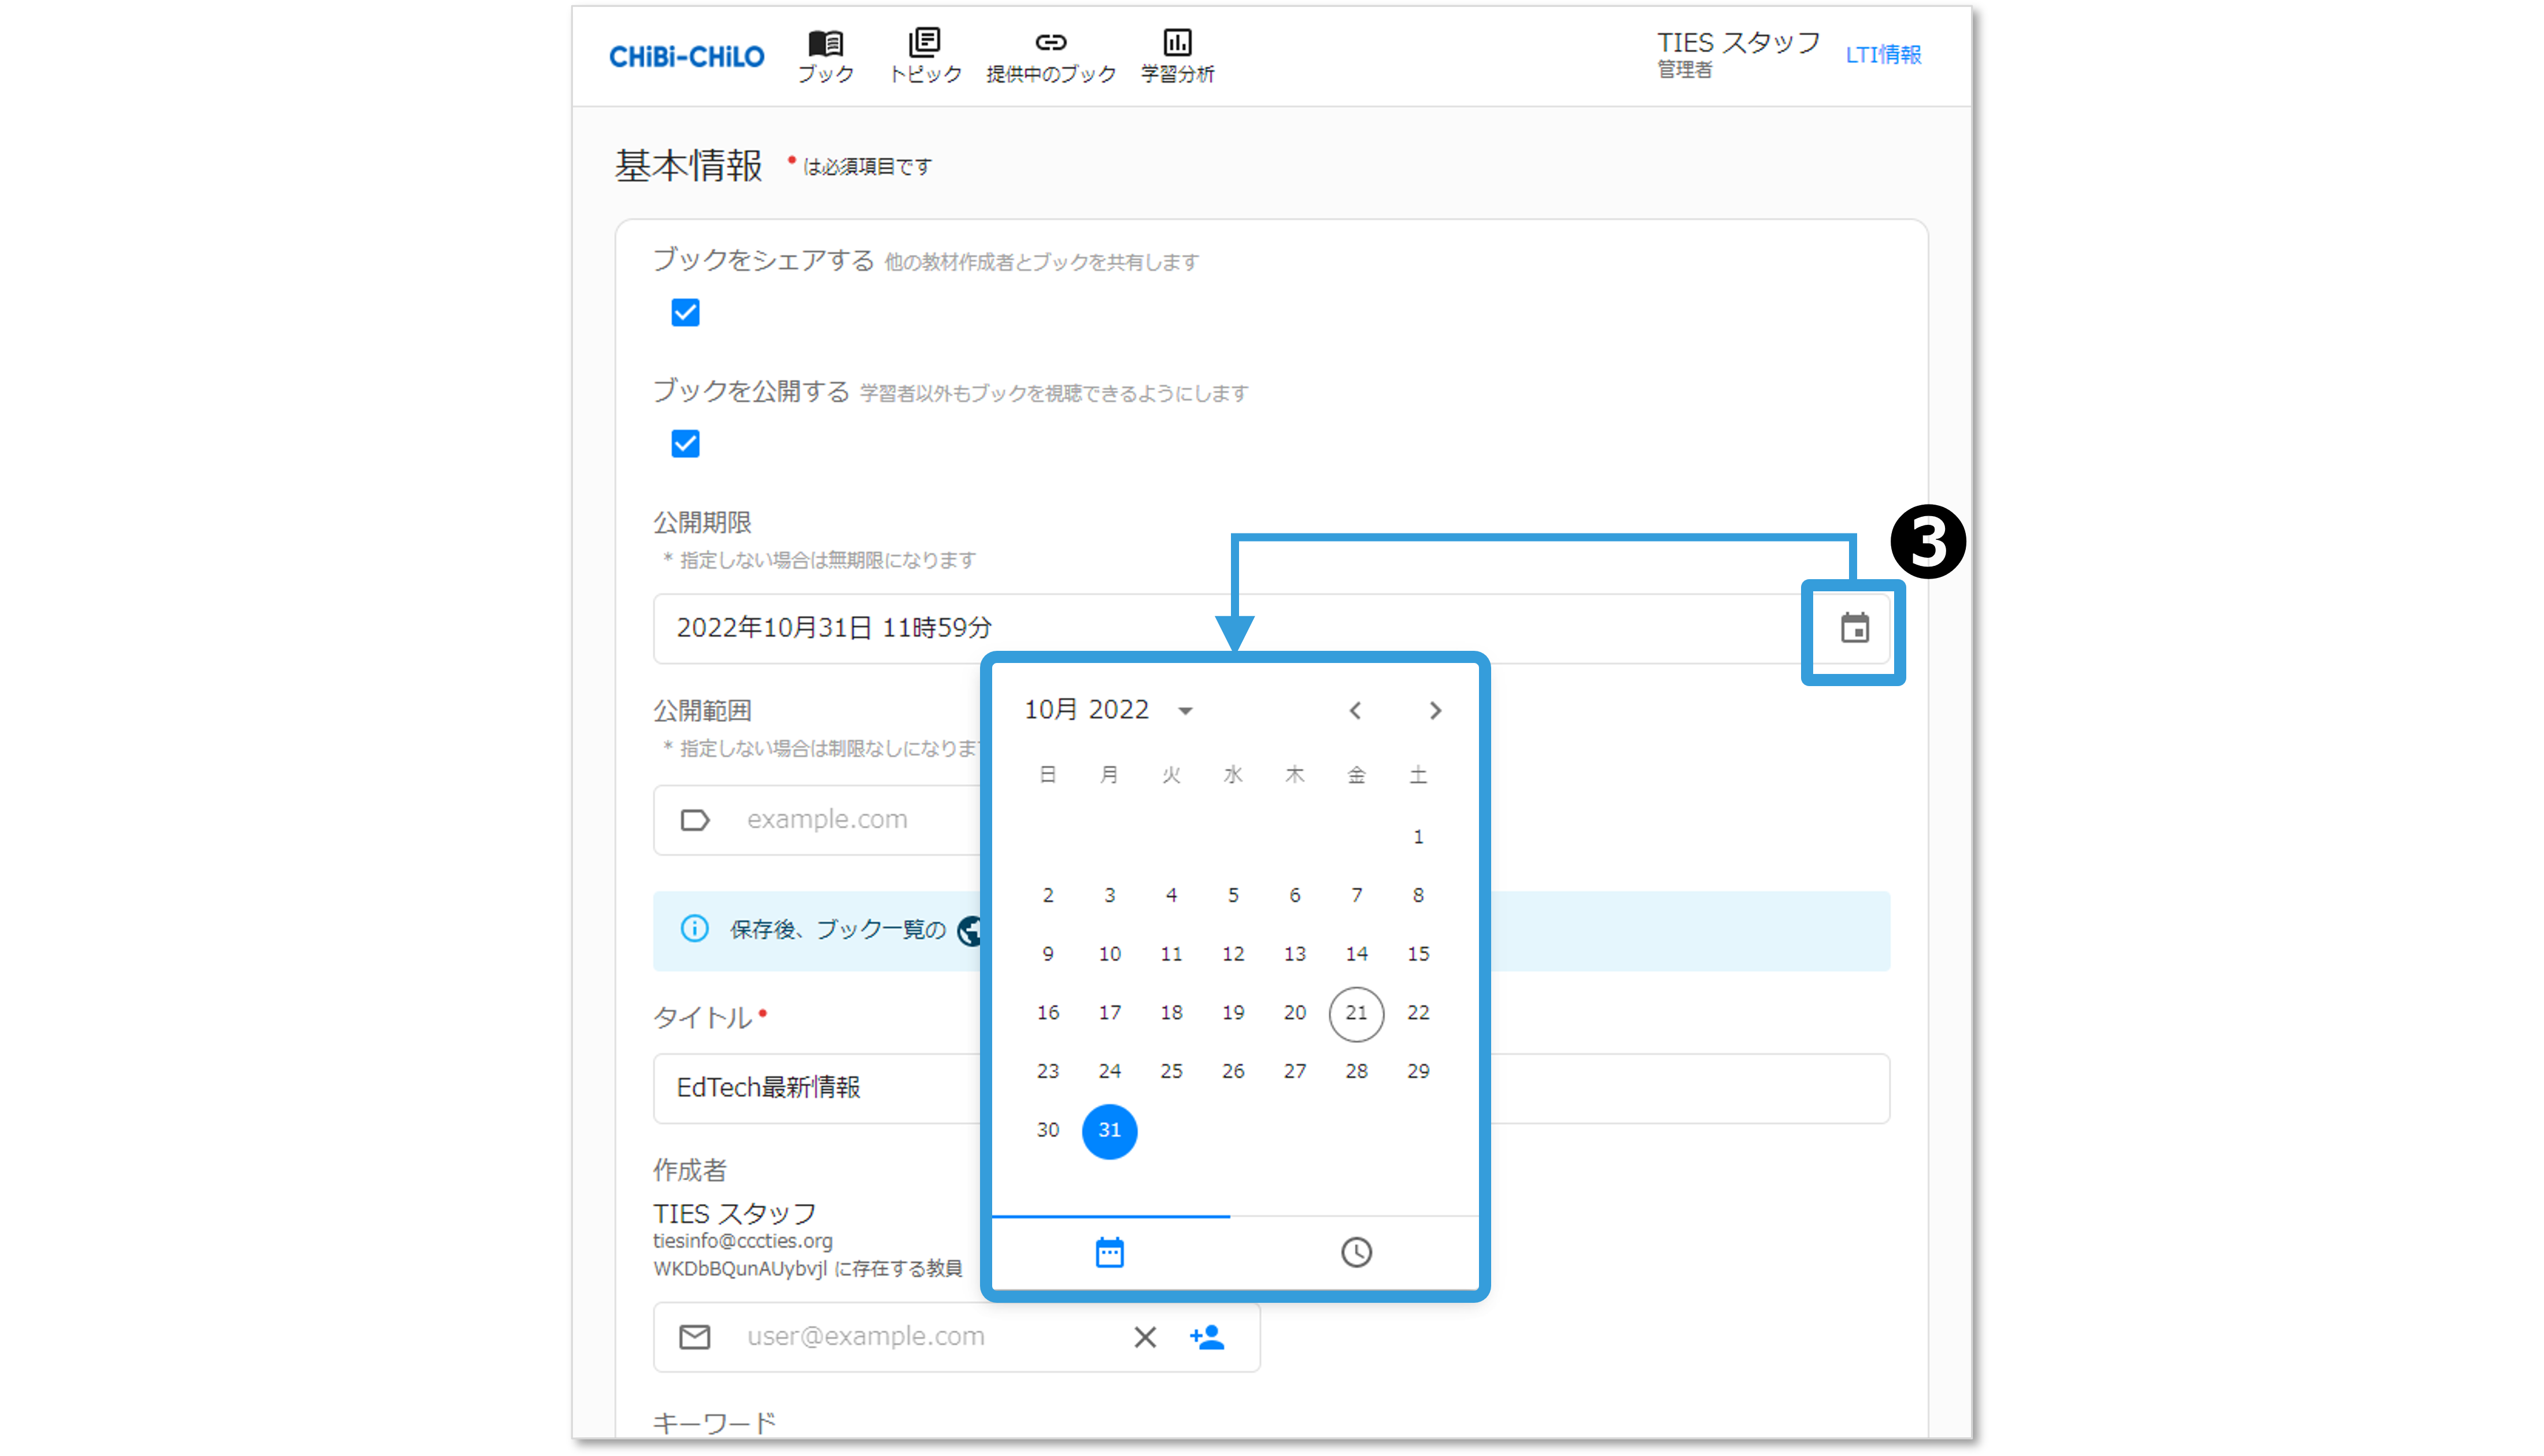 CHiBi-CHiLO
ブック
トピック
提供中のブック
学習分析
TIES スタッフ
管理者
LTI情報
基本情報 * は必須項目です
ブックをシェアする 他の教材作成者とブックを共有します
ブックを公開する 学習者以外もブックを視聴できるようにします
公開期限
* 指定しない場合は無期限になります
❸
2022年10月31日 11時59分
公開範囲
* 指定しない場合は制限なしになりま
example.com
保存後、ブック一覧の
タイトル*
EdTech最新情報
作成者
TIES スタッフ
tiesinfo@cccties.org
WKDbBQunAUybvjl に存在する教員
user@example.com
キーワード
10月 2022
日 月 火 水 木 金 土
1
2 3 4 5 6 7 8
9 10 11 12 13 14 15
16 17 18 19 20 21 22
23 24 25 26 27 28 29
30 31